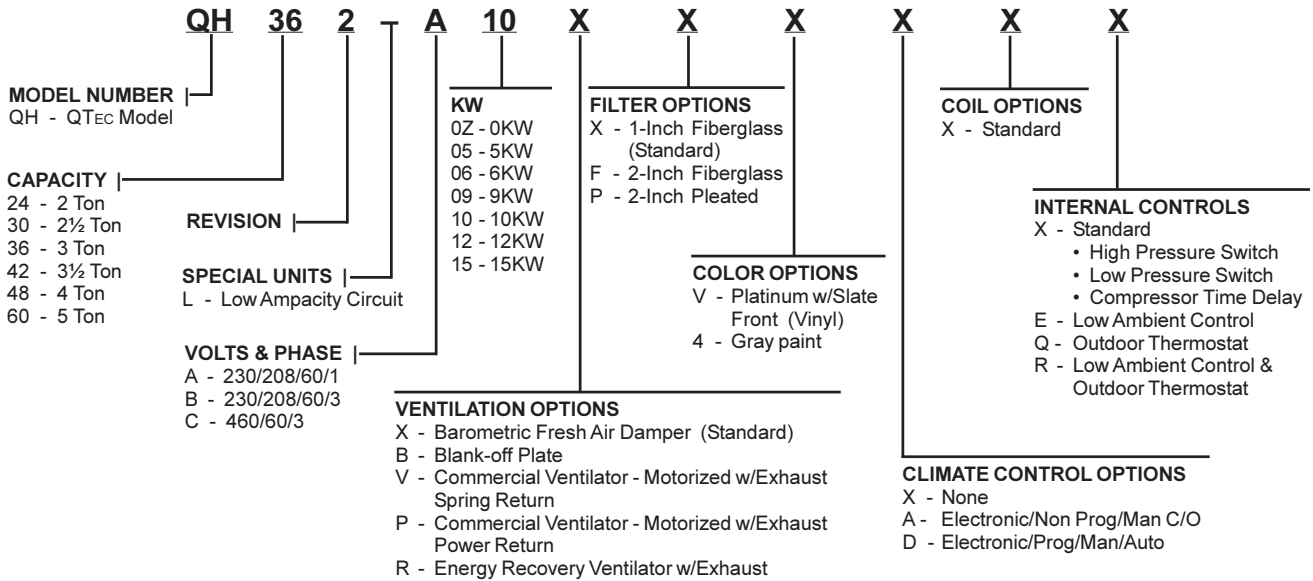 QH 36 2 – A 10 X X X X X X
MODEL NUMBER
QH - QTEC Model
CAPACITY
24 - 2 Ton
30 - 2½ Ton
36 - 3 Ton
42 - 3½ Ton
48 - 4 Ton
60 - 5 Ton
REVISION
SPECIAL UNITS
L - Low Ampacity Circuit
VOLTS & PHASE
A - 230/208/60/1
B - 230/208/60/3
C - 460/60/3
KW
0Z - 0KW
05 - 5KW
06 - 6KW
09 - 9KW
10 - 10KW
12 - 12KW
15 - 15KW
VENTILATION OPTIONS
X - Barometric Fresh Air Damper (Standard)
B - Blank-off Plate
V - Commercial Ventilator - Motorized w/Exhaust
Spring Return
P - Commercial Ventilator - Motorized w/Exhaust
Power Return
R - Energy Recovery Ventilator w/Exhaust
FILTER OPTIONS
X - 1-Inch Fiberglass
(Standard)
F - 2-Inch Fiberglass
P - 2-Inch Pleated
COLOR OPTIONS
V - Platinum w/Slate
Front (Vinyl)
4 - Gray paint
CLIMATE CONTROL OPTIONS
X - None
A - Electronic/Non Prog/Man C/O
D - Electronic/Prog/Man/Auto
COIL OPTIONS
X - Standard
INTERNAL CONTROLS
X - Standard
• High Pressure Switch
• Low Pressure Switch
• Compressor Time Delay
E - Low Ambient Control
Q - Outdoor Thermostat
R - Low Ambient Control &
Outdoor Thermostat